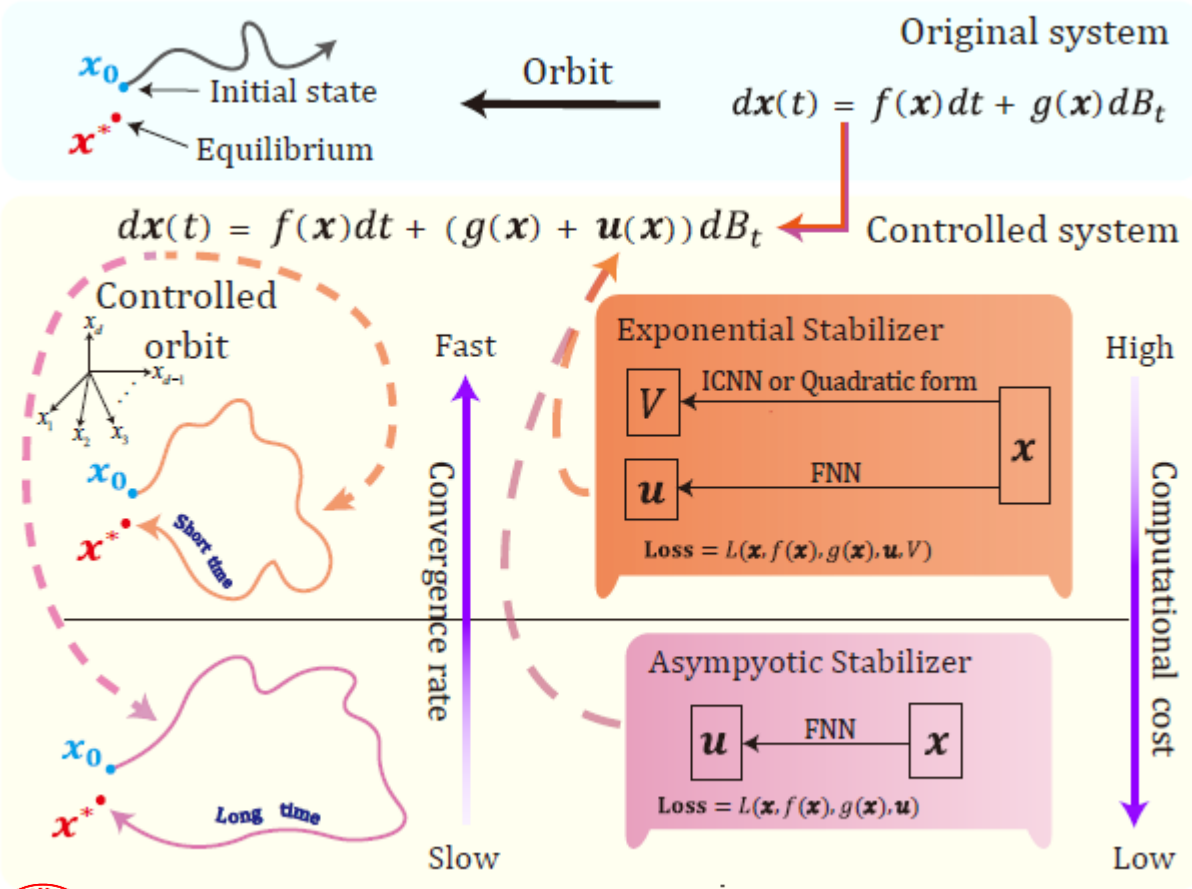 Original system
x₀
Initial state
Orbit
dx(t) = f(x)dt + g(x)dBₜ
x*
Equilibrium
dx(t) = f(x)dt + (g(x) + u(x))dBₜ
Controlled system
Controlled
orbit
x_d
x_{d-1}
x₁
x₂
x₃
x₀
x*
Short time
Fast
Convergence rate
Slow
Exponential Stabilizer
V
ICNN or Quadratic form
x
u
FNN
Loss = L(x, f(x), g(x), u, V)
High
Computational cost
Low
x₀
x*
Long time
Asympyotic Stabilizer
u
FNN
x
Loss = L(x, f(x), g(x), u)